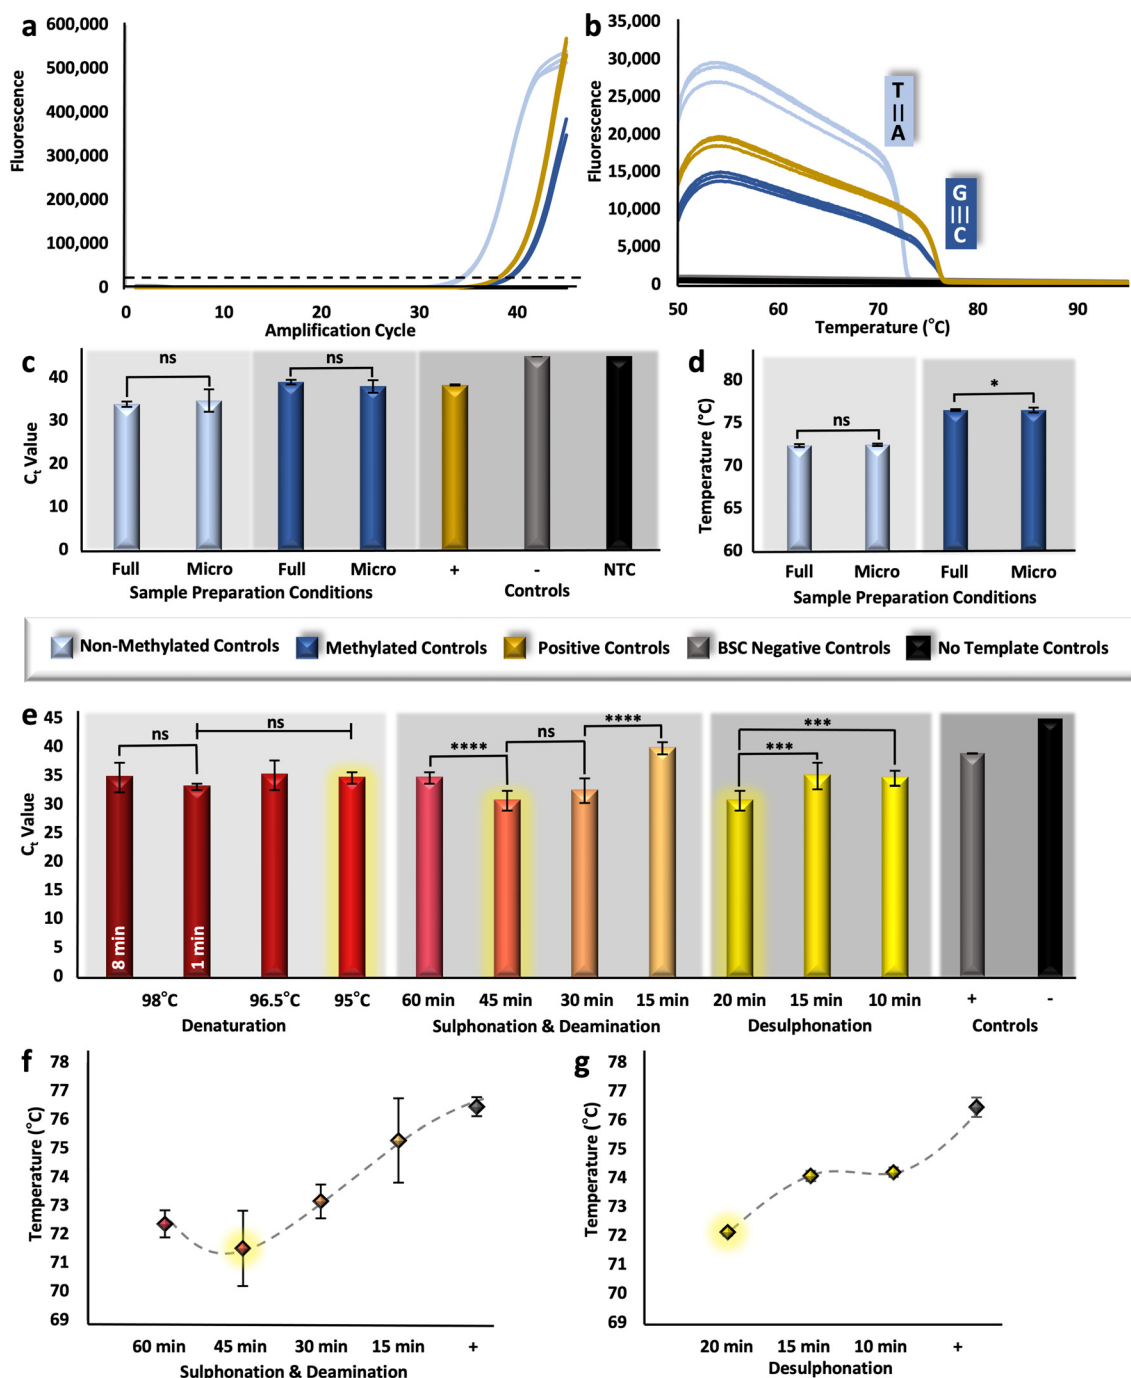 a
600,000
500,000
400,000
300,000
200,000
100,000
0
Fluorescence
0 10 20 30 40
Amplification Cycle
b
35,000
30,000
25,000
20,000
15,000
10,000
5,000
0
Fluorescence
T
A
G
C
50 60 70 80 90
Temperature (°C)
c
40
30
20
10
0
Ct Value
ns
ns
Full Micro Full Micro + - NTC
Sample Preparation Conditions Controls
d
80
75
70
65
60
Temperature (°C)
ns
*
Full Micro Full Micro
Sample Preparation Conditions
Non-Methylated Controls Methylated Controls Positive Controls BSC Negative Controls No Template Controls
e
45
40
35
30
25
20
15
10
5
0
Ct Value
ns
ns
****
ns
****
***
***
8 min
1 min
98°C 96.5°C 95°C 60 min 45 min 30 min 15 min 20 min 15 min 10 min + -
Denaturation Sulphonation & Deamination Desulphonation Controls
f
78
77
76
75
74
73
72
71
70
69
Temperature (°C)
60 min 45 min 30 min 15 min +
Sulphonation & Deamination
g
78
77
76
75
74
73
72
71
70
69
Temperature (°C)
20 min 15 min 10 min +
Desulphonation